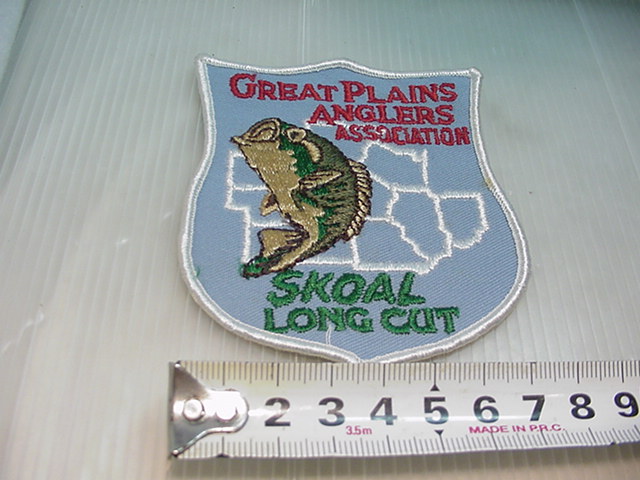 GREAT PLAINS
ANGLERS
ASSOCIATION
SKOAL
LONG CUT
2 3 4 5 6 7 8 9
3.5m MADE IN P.R.C.